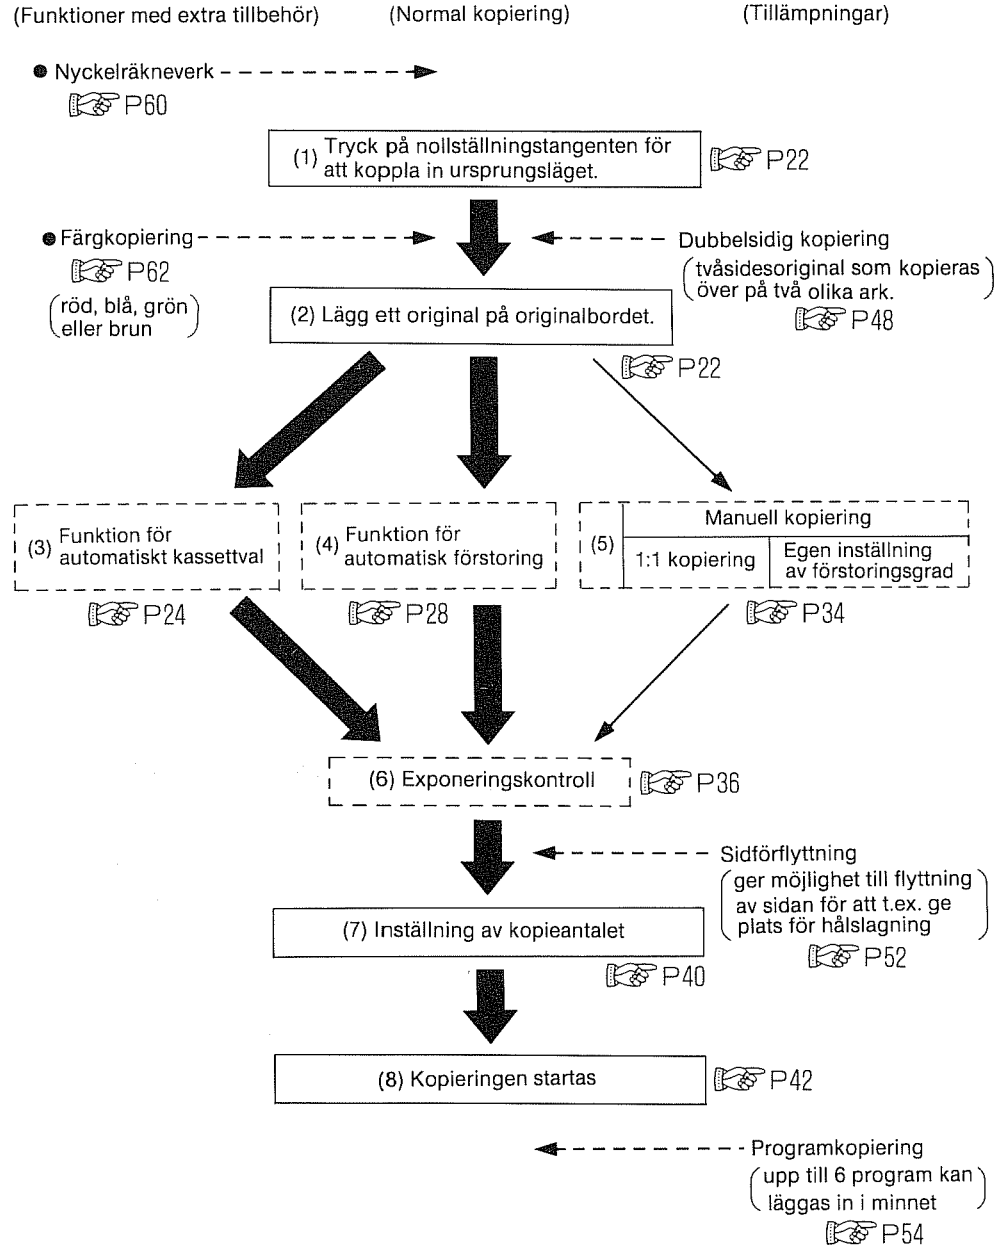 (Funktioner med extra tillbehör) (Normal kopiering) (Tillämpningar)
● Nyckelräkneverk
P60
(1) Tryck på nollställningstangenten för
att koppla in ursprungsläget.
P22
● Färgkopiering
P62
(röd, blå, grön
eller brun)
Dubbelsidig kopiering
(tvåsidesoriginal som kopieras
över på två olika ark.)
P48
(2) Lägg ett original på originalbordet.
P22
(3) Funktion för
automatiskt kassettval
P24
(4) Funktion för
automatisk förstoring
P28
(5) Manuell kopiering
1:1 kopiering
Egen inställning
av förstoringsgrad
P34
(6) Exponeringskontroll
P36
Sidförflyttning
(ger möjlighet till flyttning
av sidan för att t.ex. ge
plats för hålslagning)
P52
(7) Inställning av kopieantalet
P40
(8) Kopieringen startas
P42
Programkopiering
(upp till 6 program kan
läggas in i minnet)
P54